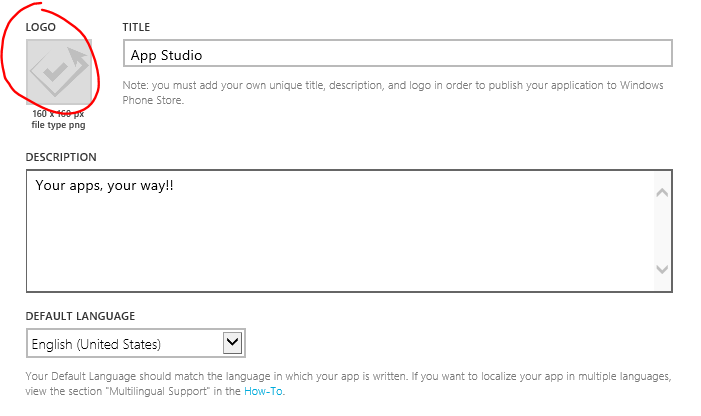 LOGO
TITLE
App Studio
Note: you must add your own unique title, description, and logo in order to publish your application to Windows
Phone Store.
160 x 160 px
file type png
DESCRIPTION
Your apps, your way!!
DEFAULT LANGUAGE
English (United States)
Your Default Language should match the language in which your app is written. If you want to localize your app in multiple languages,
view the section "Multilingual Support" in the How-To.